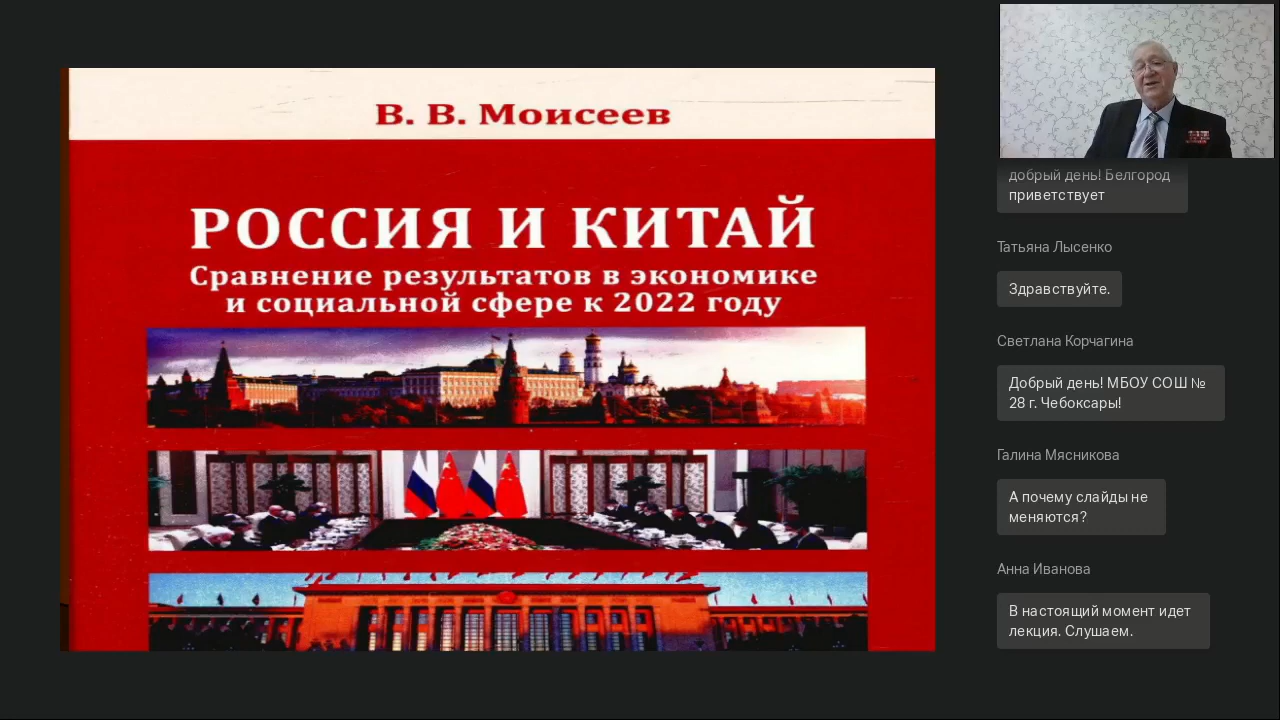 В. В. Моисеев
РОССИЯ И КИТАЙ
Сравнение результатов в экономике
и социальной сфере к 2022 году
добрый день! Белгород
приветствует
Татьяна Лысенко
Здравствуйте.
Светлана Корчагина
Добрый день! МБОУ СОШ №
28 г. Чебоксары!
Галина Мясникова
А почему слайды не
меняются?
Анна Иванова
В настоящий момент идет
лекция. Слушаем.